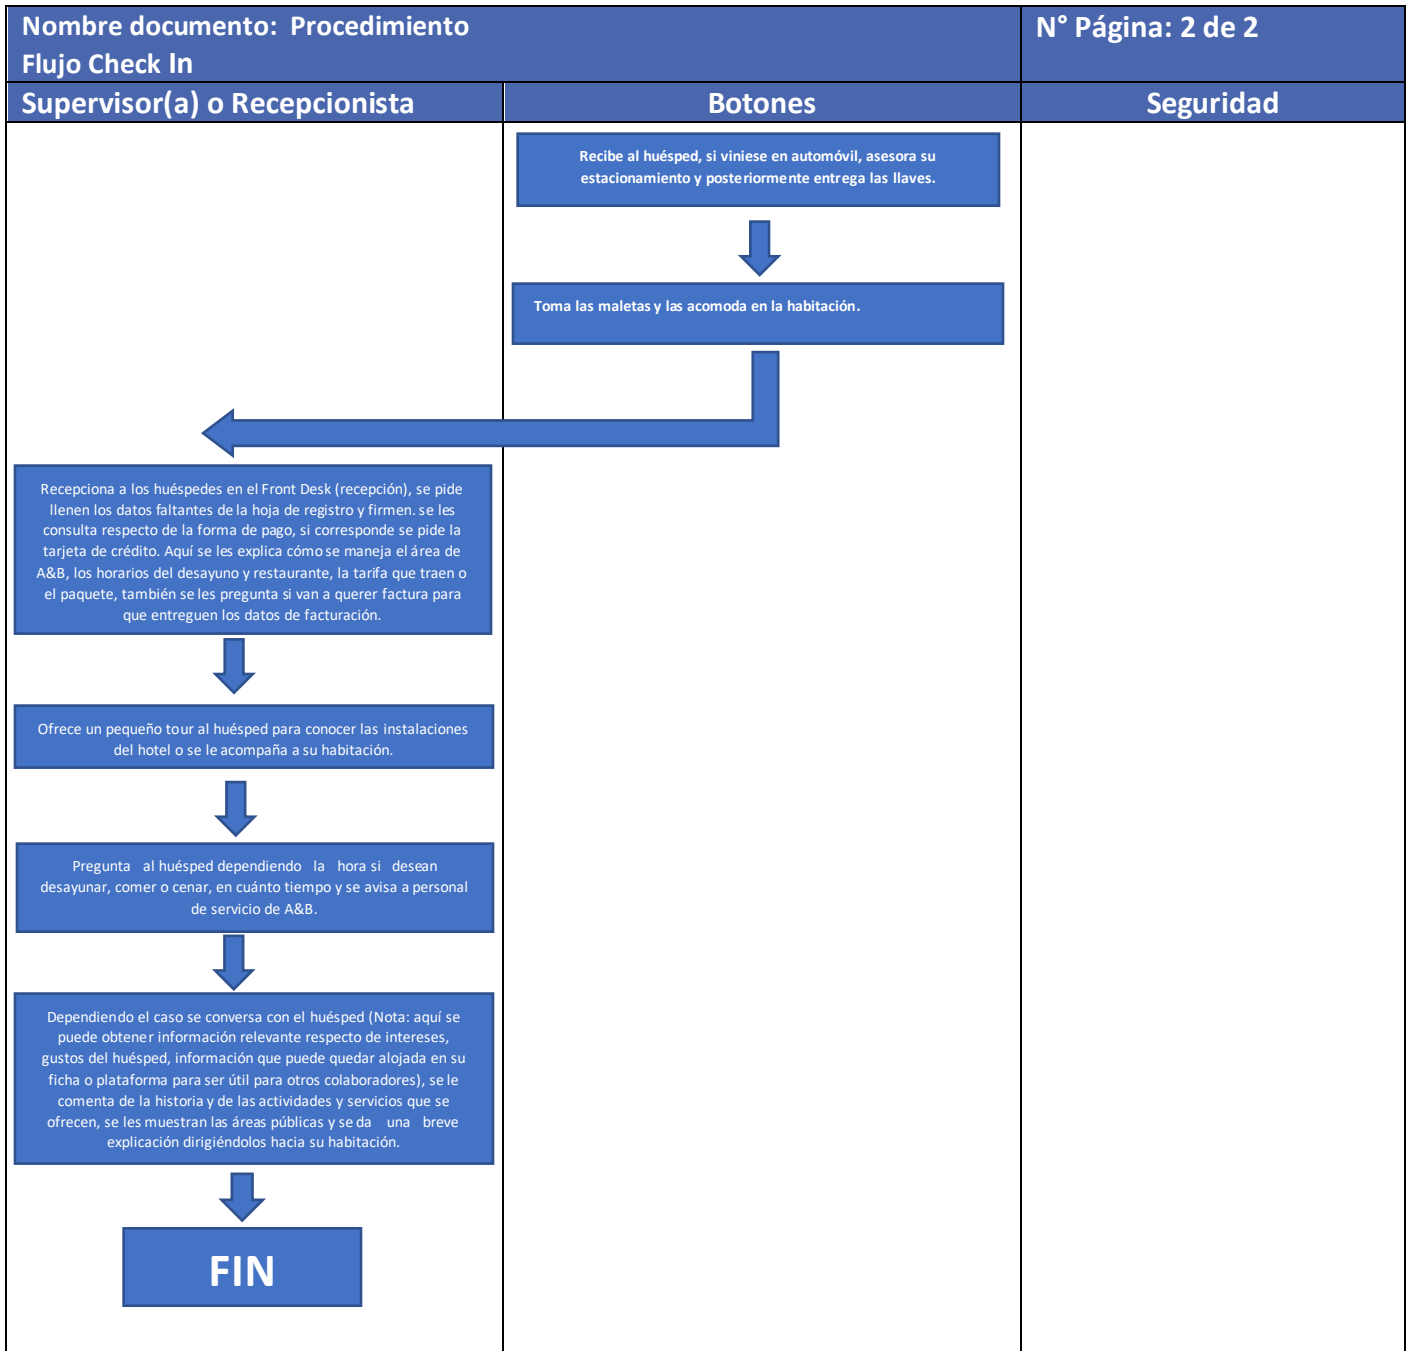 Nombre documento: Procedimiento
Flujo Check In
N° Página: 2 de 2
Supervisor(a) o Recepcionista
Botones
Seguridad
Recibe al huésped, si viniese en automóvil, asesora su
estacionamiento y posteriormente entrega las llaves.
Toma las maletas y las acomoda en la habitación.
Recepciona a los huéspedes en el Front Desk (recepción), se pide
llenen los datos faltantes de la hoja de registro y firmen. se les
consulta respecto de la forma de pago, si corresponde se pide la
tarjeta de crédito. Aquí se les explica cómo se maneja el área de
A&B, los horarios del desayuno y restaurante, la tarifa que traen o
el paquete, también se les pregunta si van a querer factura para
que entreguen los datos de facturación.
Ofrece un pequeño tour al huésped para conocer las instalaciones
del hotel o se le acompaña a su habitación.
Pregunta al huésped dependiendo la hora si desean
desayunar, comer o cenar, en cuánto tiempo y se avisa a personal
de servicio de A&B.
Dependiendo el caso se conversa con el huésped (Nota: aquí se
puede obtener información relevante respecto de intereses,
gustos del huésped, información que puede quedar alojada en su
ficha o plataforma para ser útil para otros colaboradores), se le
comenta de la historia y de las actividades y servicios que se
ofrecen, se les muestran las áreas públicas y se da una breve
explicación dirigiéndolos hacia su habitación.
FIN